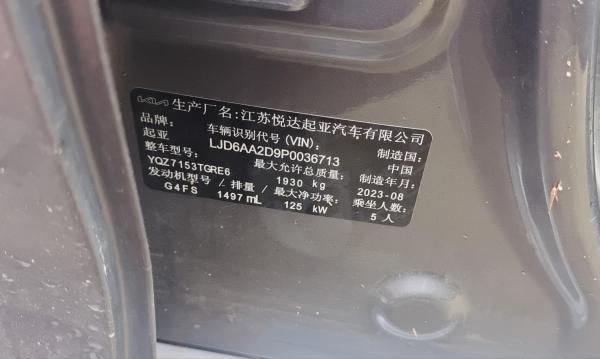 KIA 生产厂名:江苏悦达起亚汽车有限公司
品牌: 车辆识别代号(VIN): 制造国:
起亚 LJD6AA2D9P0036713 中国
整车型号: 最大允许总质量: 制造年月:
YQZ7153TGRE6 1930 kg 2023-08
发动机型号 / 排量 / 最大净功率: 乘坐人数:
G4FS 1497 mL 125 kW 5 人